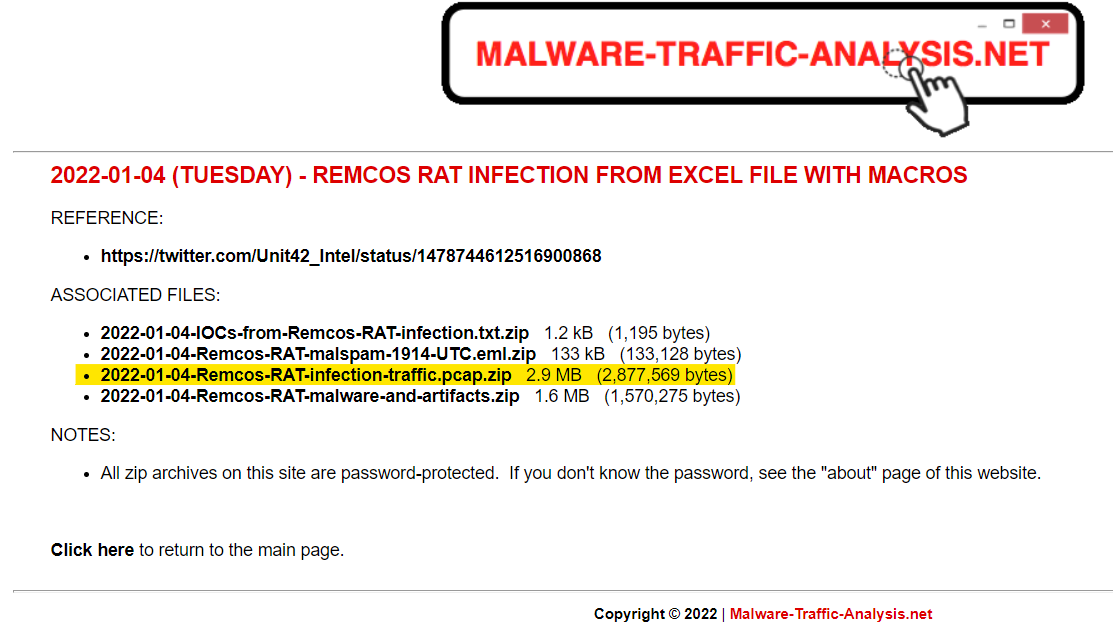 MALWARE-TRAFFIC-ANALYSIS.NET
2022-01-04 (TUESDAY) - REMCOS RAT INFECTION FROM EXCEL FILE WITH MACROS
REFERENCE:
• https://twitter.com/Unit42_Intel/status/1478744612516900868
ASSOCIATED FILES:
• 2022-01-04-IOCs-from-Remcos-RAT-infection.txt.zip 1.2 kB (1,195 bytes)
• 2022-01-04-Remcos-RAT-malspam-1914-UTC.eml.zip 133 kB (133,128 bytes)
• 2022-01-04-Remcos-RAT-infection-traffic.pcap.zip 2.9 MB (2,877,569 bytes)
• 2022-01-04-Remcos-RAT-malware-and-artifacts.zip 1.6 MB (1,570,275 bytes)
NOTES:
• All zip archives on this site are password-protected. If you don't know the password, see the "about" page of this website.
Click here to return to the main page.
Copyright © 2022 | Malware-Traffic-Analysis.net